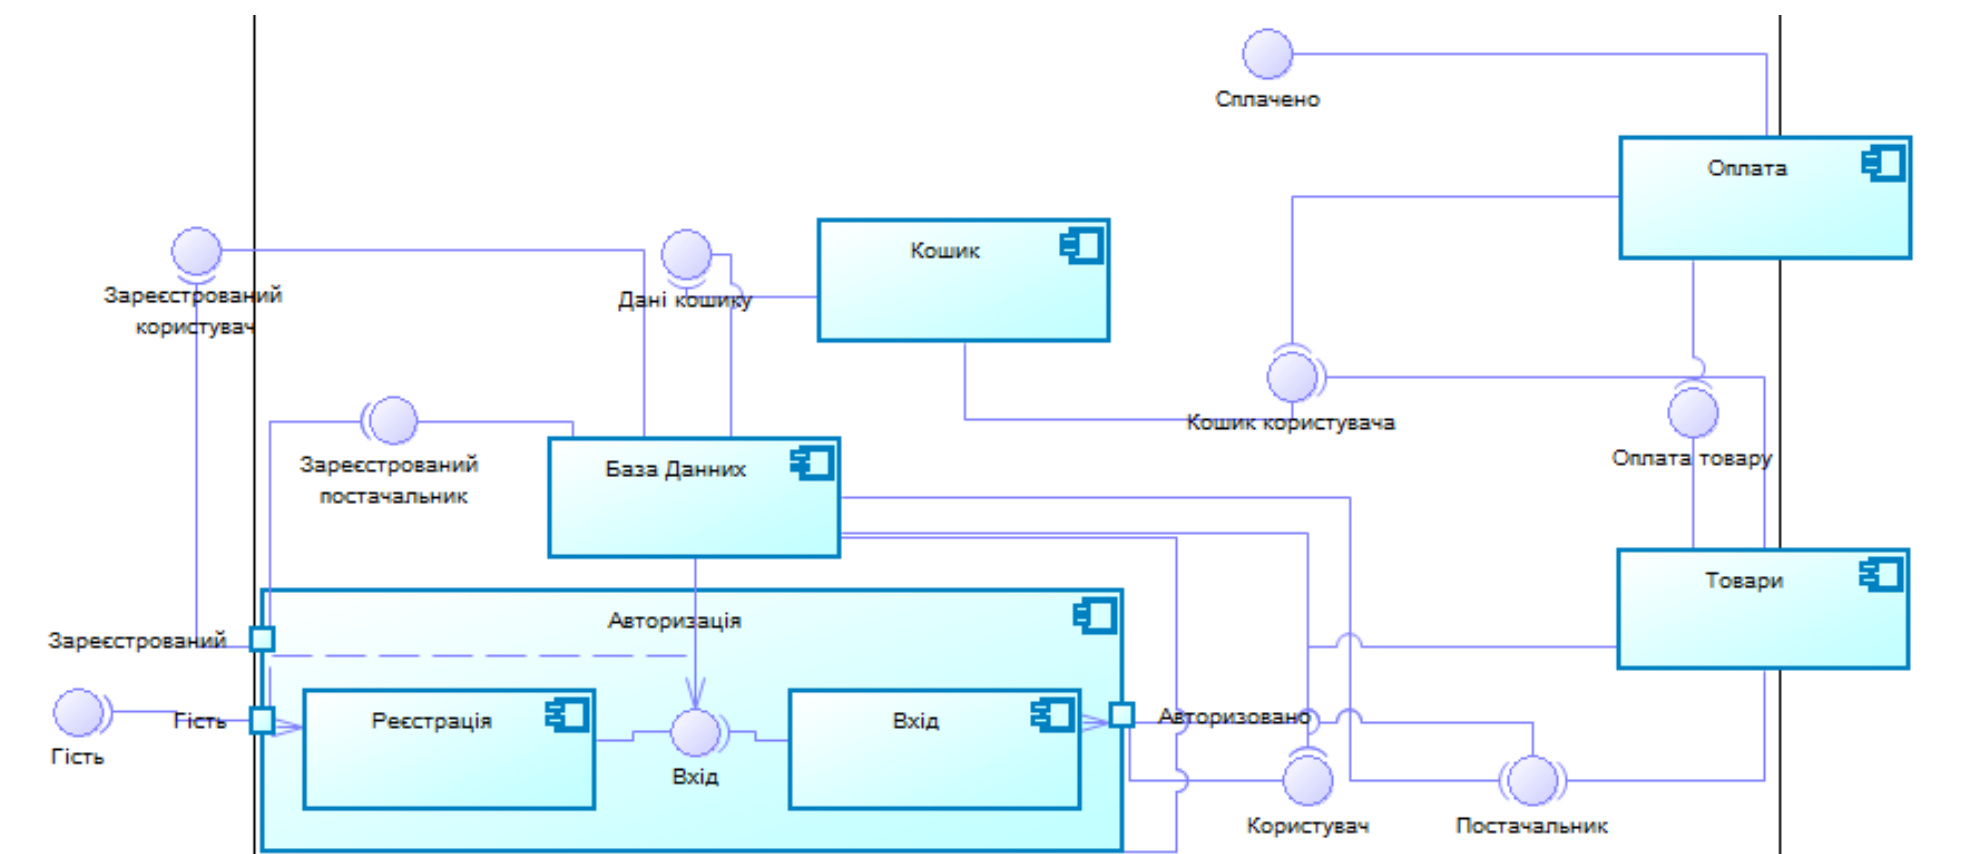 Сплачено
Оплата
Кошик
Дані кошику
Зареєстрований
користувач
Кошик користувача
Зареєстрований
постачальник
База Данних
Оплата товару
Товари
Авторизація
Зареєстрований
Гість
Гість
Реєстрація
Вхід
Вхід
Авторизовано
Користувач
Постачальник